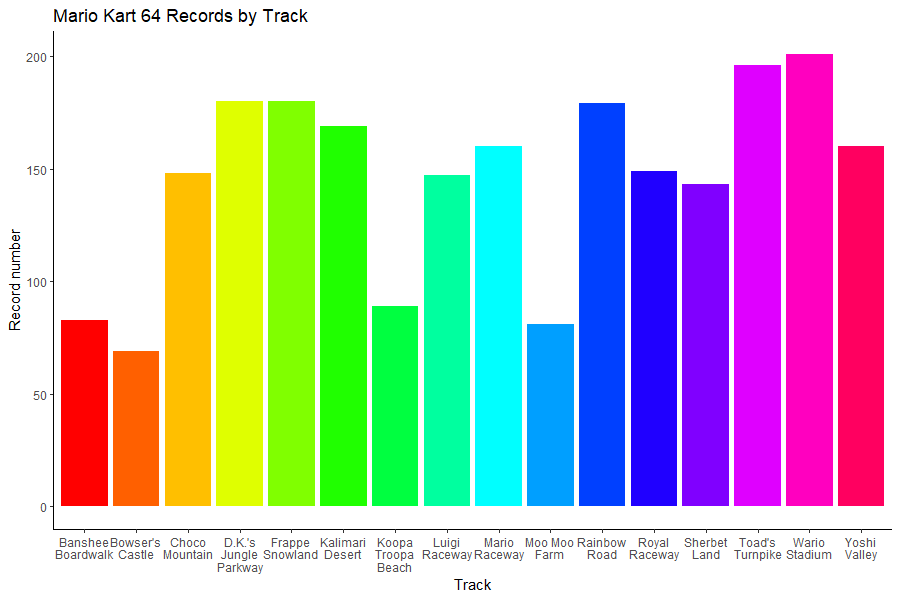 Mario Kart 64 Records by Track
Record number
200
150
100
50
0
Banshee Boardwalk
Bowser's Castle
Choco Mountain
D.K.'s Jungle Parkway
Frappe Snowland
Kalimari Desert
Koopa Troopa Beach
Luigi Raceway
Mario Raceway
Moo Moo Farm
Rainbow Road
Royal Raceway
Sherbet Land
Toad's Turnpike
Wario Stadium
Yoshi Valley
Track